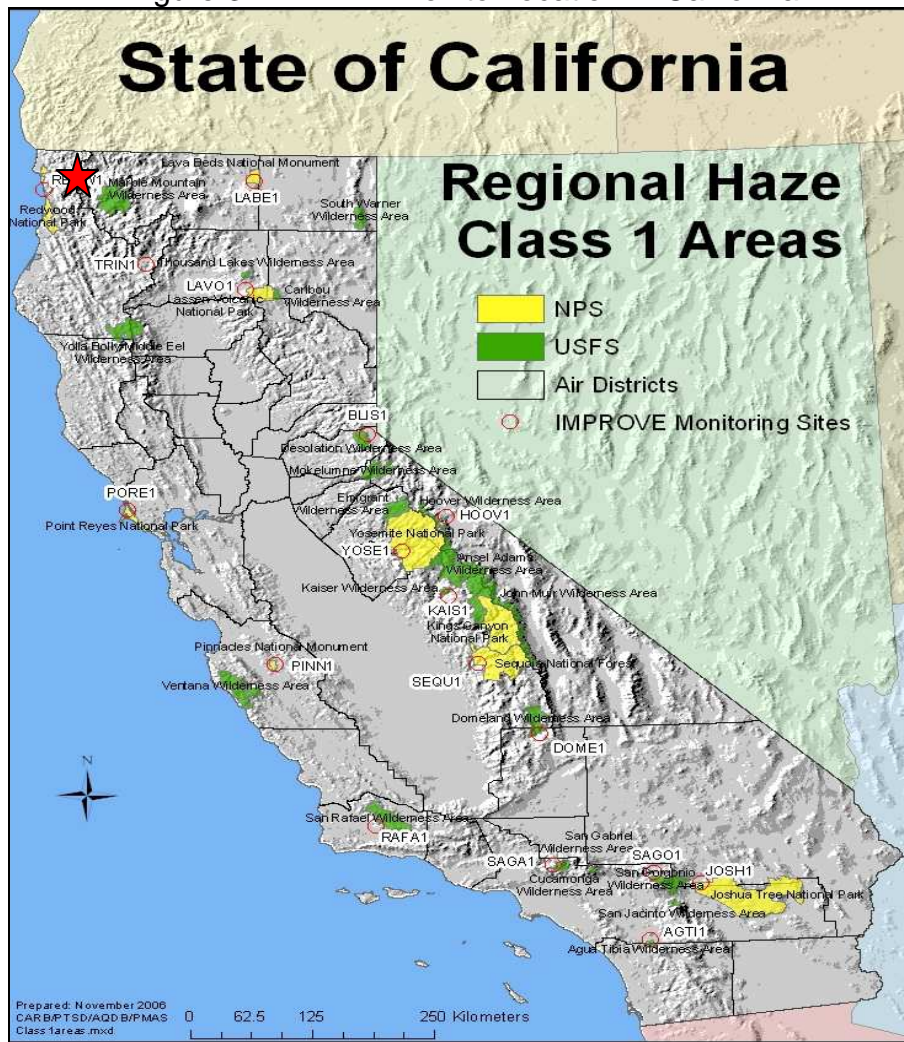 State of California
Regional Haze
Class 1 Areas
NPS
USFS
Air Districts
IMPROVE Monitoring Sites
Lava Beds National Monument
LABE1
Marble Mountain
Wilderness Area
Redwood
National Park
South Warner
Wilderness Area
TRIN1
Thousand Lakes Wilderness Area
LAVO1
Lassen Volcanic
National Park
Caribou
Wilderness Area
Yolla Bolly Middle Eel
Wilderness Area
BLIS1
Desolation Wilderness
Mokelumne Wilderness Area
PORE1
Point Reyes National Park
Emigrant
Wilderness Area
Hoover Wilderness Area
HOOV1
Yosemite National Park
YOSE1
Ansel Adams
Wilderness Area
Kaiser Wilderness Area
John Muir Wilderness Area
KAIS1
Kings Canyon
National Park
Pinnacles National Monument
PINN1
Sequoia National Forest
SEQU1
Ventana Wilderness Area
Domeland Wilderness Area
DOME1
N
San Rafael Wilderness Area
RAFA1
San Gabriel
Wilderness Area
SAGA1
Cucamonga
Wilderness Area
SAGO1
San Gorgonio
Wilderness Area
JOSH1
Joshua Tree National Park
San Jacinto Wilderness Area
AGTI1
Agua Tibia Wilderness Area
Prepared: November 2006
CARB/PTSD/AQDB/PMAS
Class 1areas.mxd
0 62.5 125 250 Kilometers